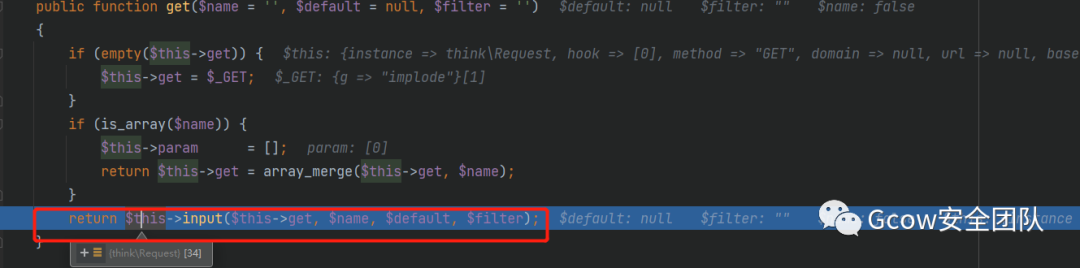 public function get($name = '', $default = null, $filter = '')  $default: null  $filter: ""  $name: false
{
if (empty($this->get)) {  $this: {instance => think\Request, hook => [0], method => "GET", domain => null, url => null, base
$this->get = $_GET;  $_GET: {g => "implode"}[1]
}
if (is_array($name)) {
$this->param      = [];  param: [0]
return $this->get = array_merge($this->get, $name);
}
return $this->input($this->get, $name, $default, $filter);  $default: null  $filter: ""
}
+ {think\Request} [34]
Gcow安全团队